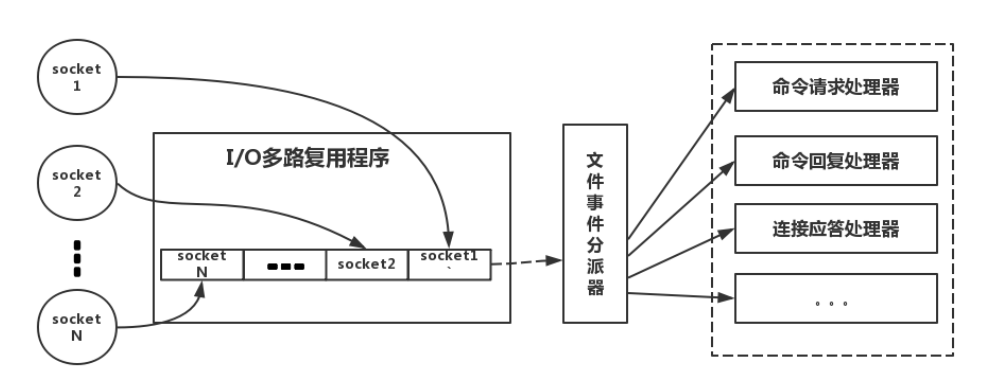 socket
1
socket
2
socket
N
I/O多路复用程序
socket
N
socket2
socket1
、
文
件
事
件
分
派
器
命令请求处理器
命令回复处理器
连接应答处理器
。。。